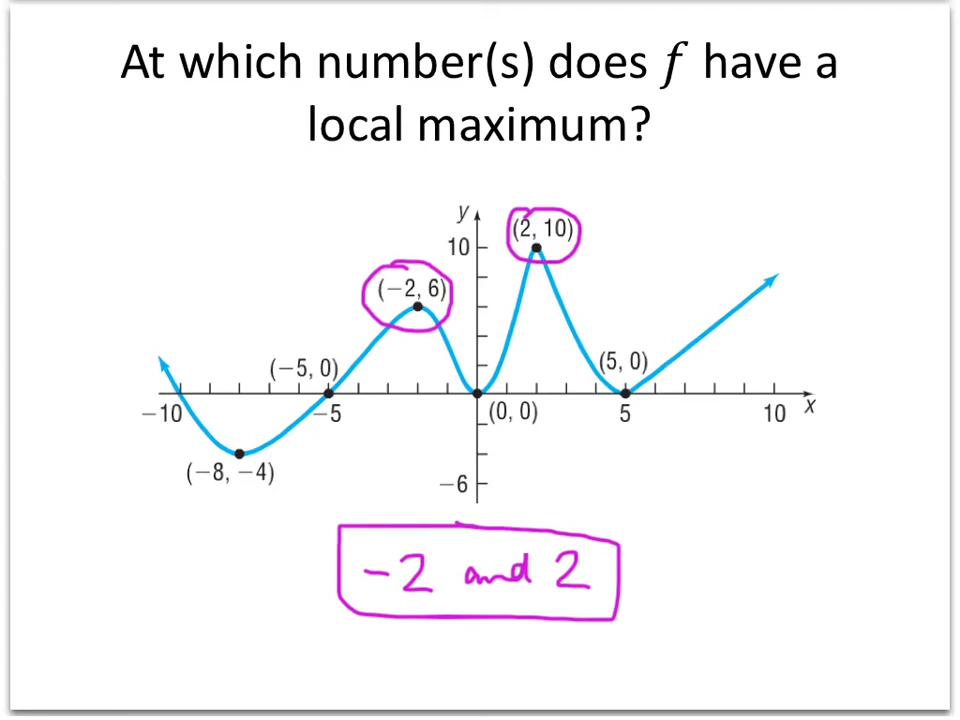 At which number(s) does f have a
local maximum?
y
10
(2, 10)
(−2, 6)
(−5, 0)
(5, 0)
−10
−5
(0, 0)
5
10
x
(−8, −4)
−6
-2 and 2